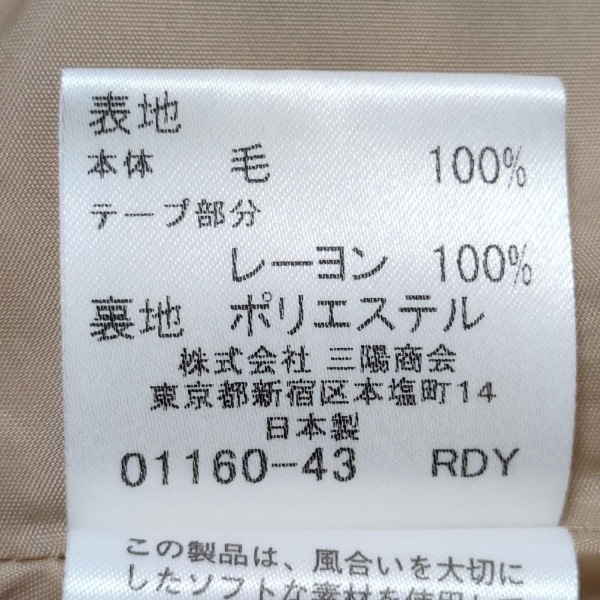 表地
本体 毛 100%
テープ部分
レーヨン 100%
裏地 ポリエステル
株式会社 三陽商会
東京都新宿区本塩町14
日本製
01160-43 RDY
この製品は、風合いを大切に
したソフトな素材を使用して